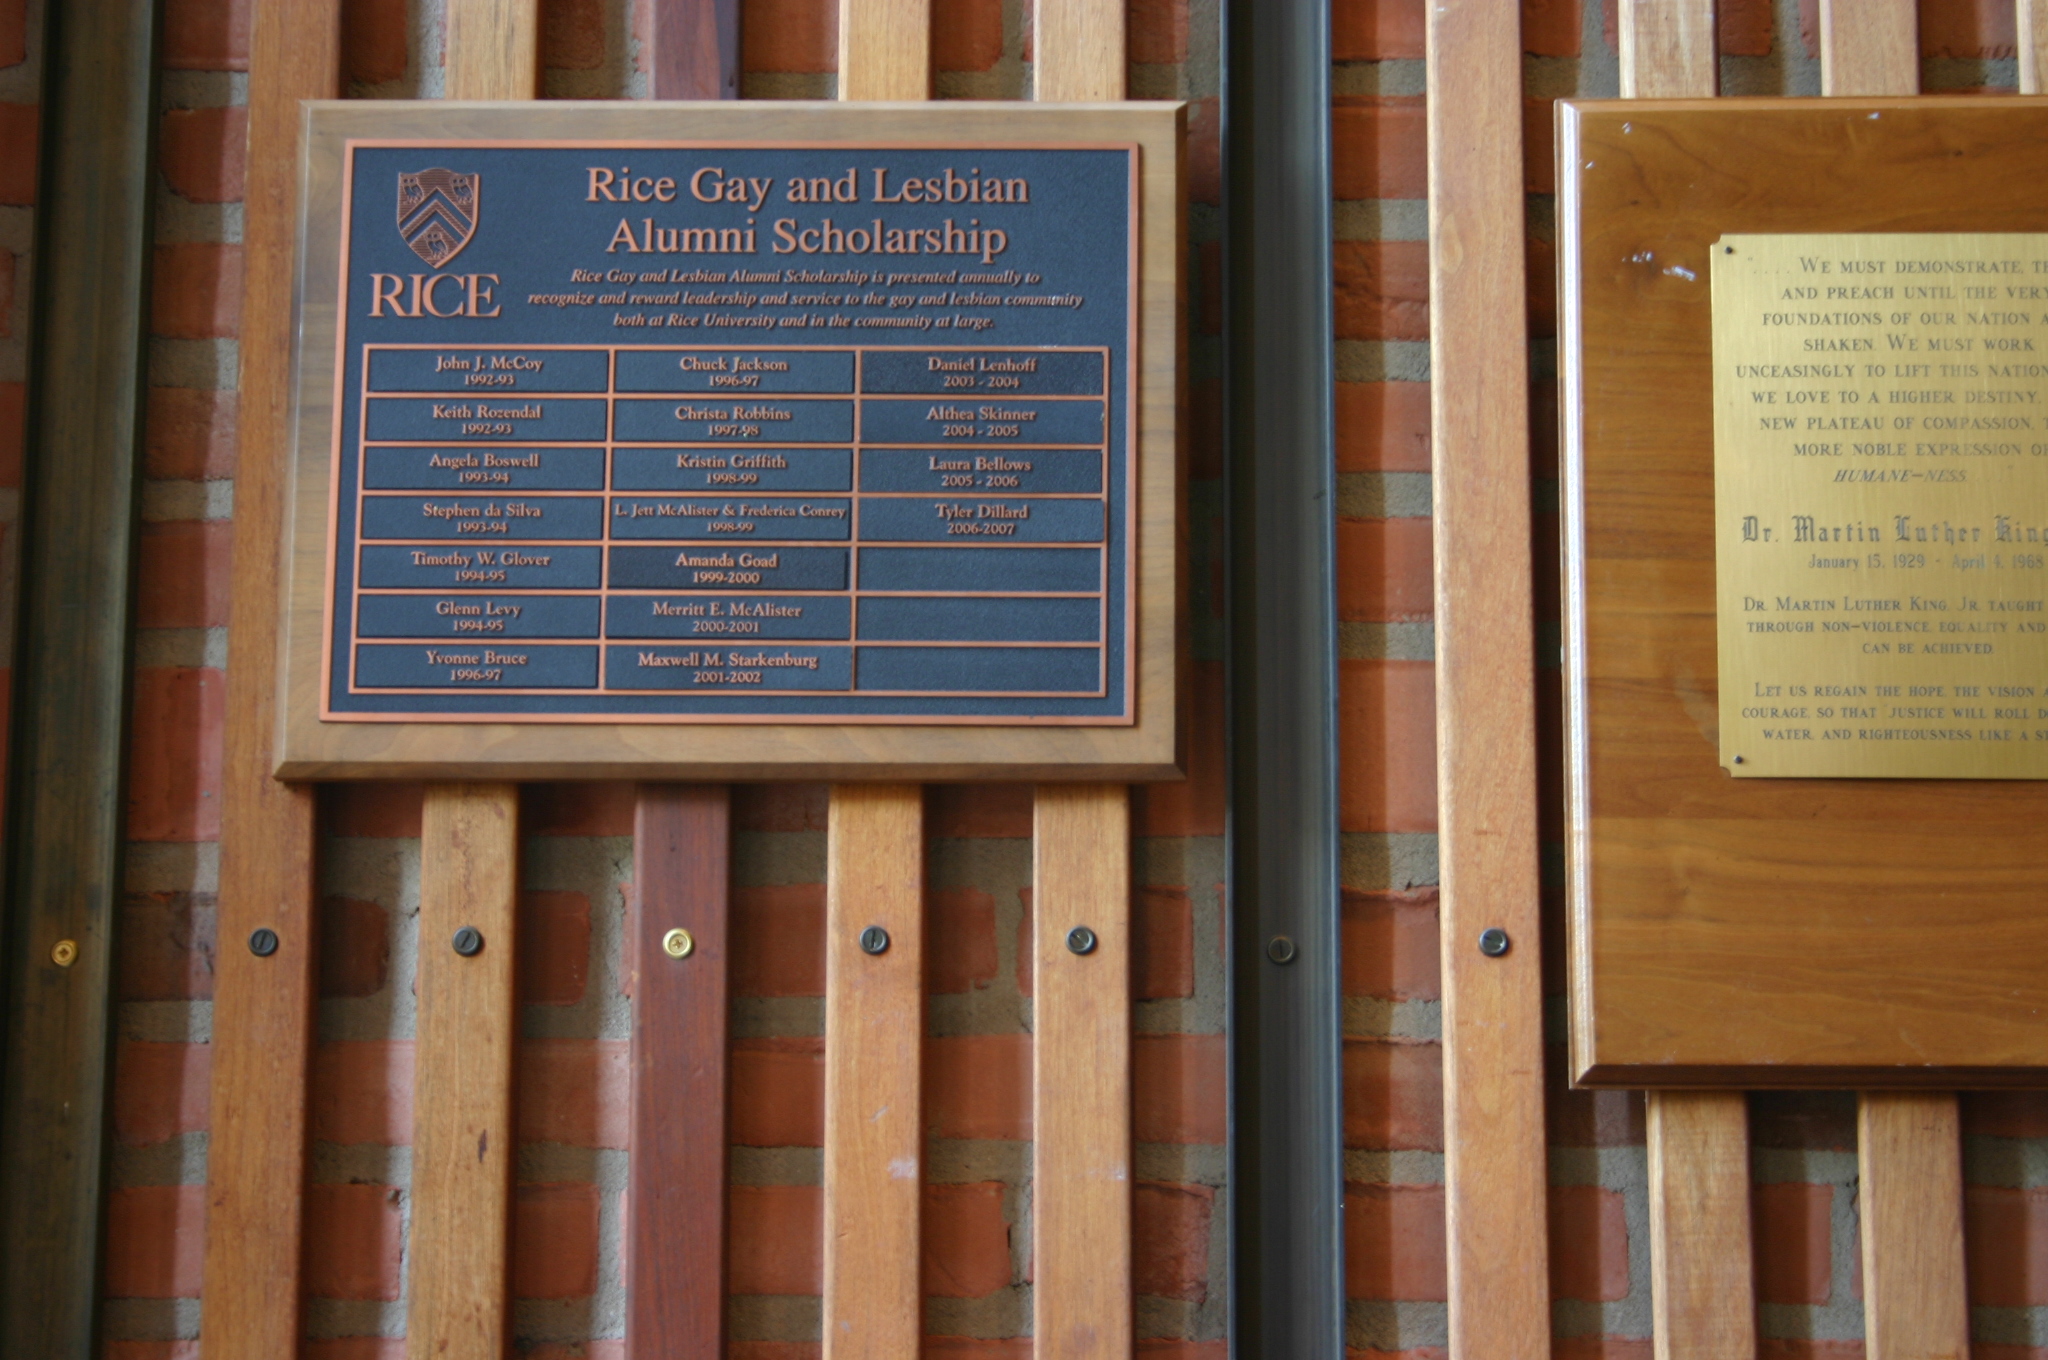 RICE
Rice Gay and Lesbian
Alumni Scholarship
Rice Gay and Lesbian Alumni Scholarship is presented annually to
recognize and reward leadership and service to the gay and lesbian community
both at Rice University and in the community at large.
John J. McCoy
1992-93
Keith Rozendal
1992-93
Angela Boswell
1993-94
Stephen da Silva
1993-94
Timothy W. Glover
1994-95
Glenn Levy
1994-95
Yvonne Bruce
1996-97
Chuck Jackson
1996-97
Christa Robbins
1997-98
Kristin Griffith
1998-99
L. Jett McAlister & Frederica Conrey
1998-99
Amanda Goad
1999-2000
Merritt E. McAlister
2000-2001
Maxwell M. Starkenburg
2001-2002
Daniel Lenhoff
2003 - 2004
Althea Skinner
2004 - 2005
Laura Bellows
2005 - 2006
Tyler Dillard
2006-2007
..... WE MUST DEMONSTRATE,
AND PREACH UNTIL THE VERY
FOUNDATIONS OF OUR NATION
SHAKEN. WE MUST WORK
UNCEASINGLY TO LIFT THIS NATION
WE LOVE TO A HIGHER DESTINY,
NEW PLATEAU OF COMPASSION,
MORE NOBLE EXPRESSION OF
HUMANE-NESS.
Dr. Martin Luther King
January 15, 1929 - April 4, 1968
DR. MARTIN LUTHER KING, JR. TAUGHT
THROUGH NON-VIOLENCE, EQUALITY AND
CAN BE ACHIEVED.
LET US REGAIN THE HOPE, THE VISION
COURAGE, SO THAT JUSTICE WILL ROLL
WATER, AND RIGHTEOUSNESS LIKE A